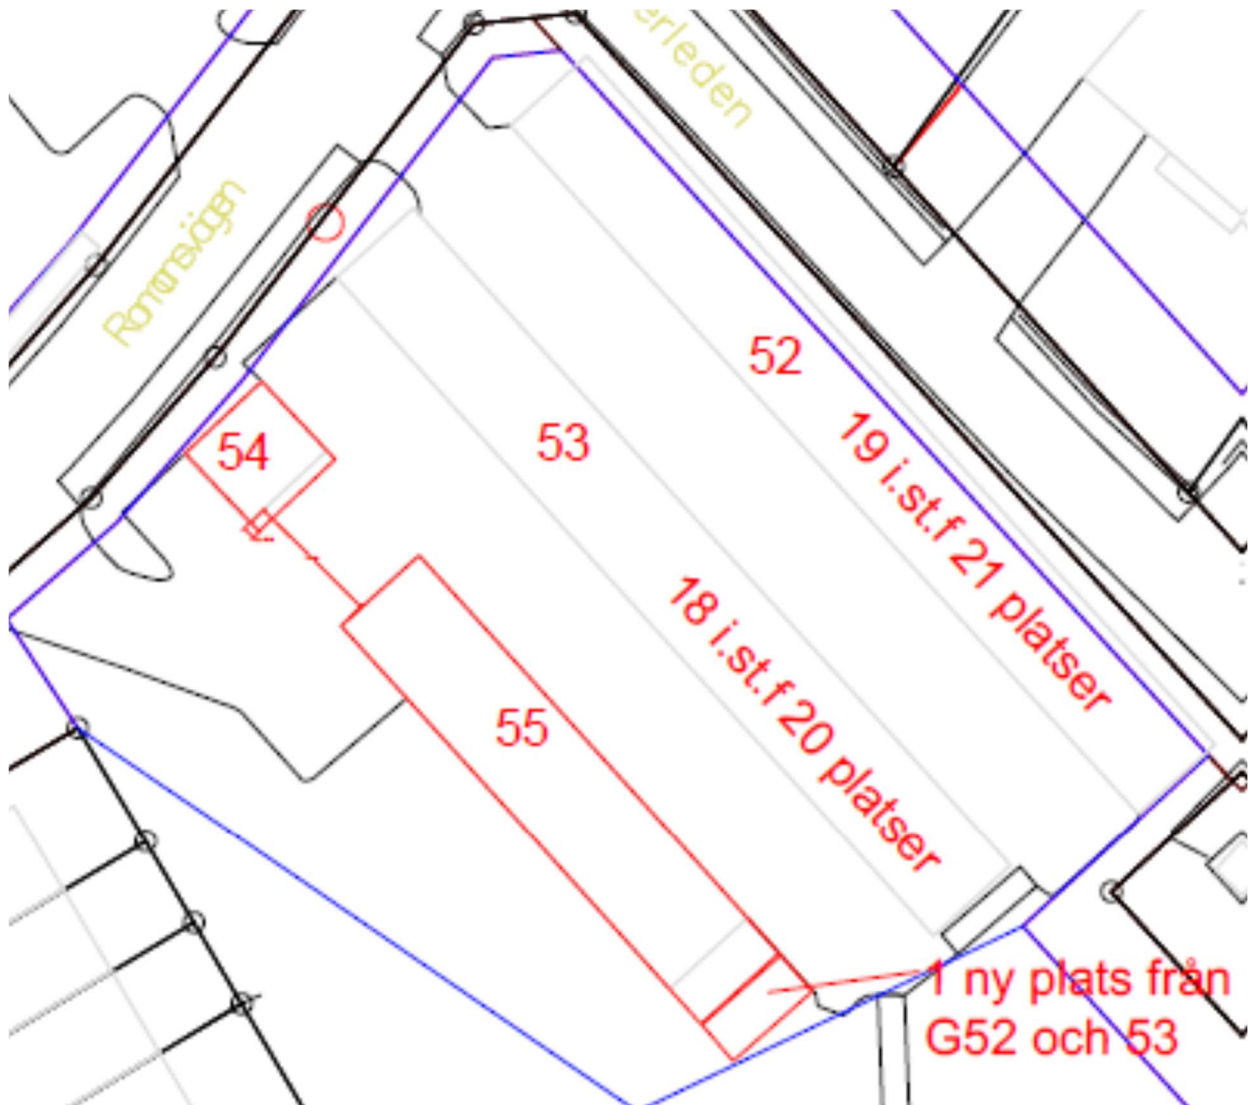 erleden
Romansvägen
52
53
54
19 i.st.f 21 platser
18 i.st.f 20 platser
55
1 ny plats från
G52 och 53